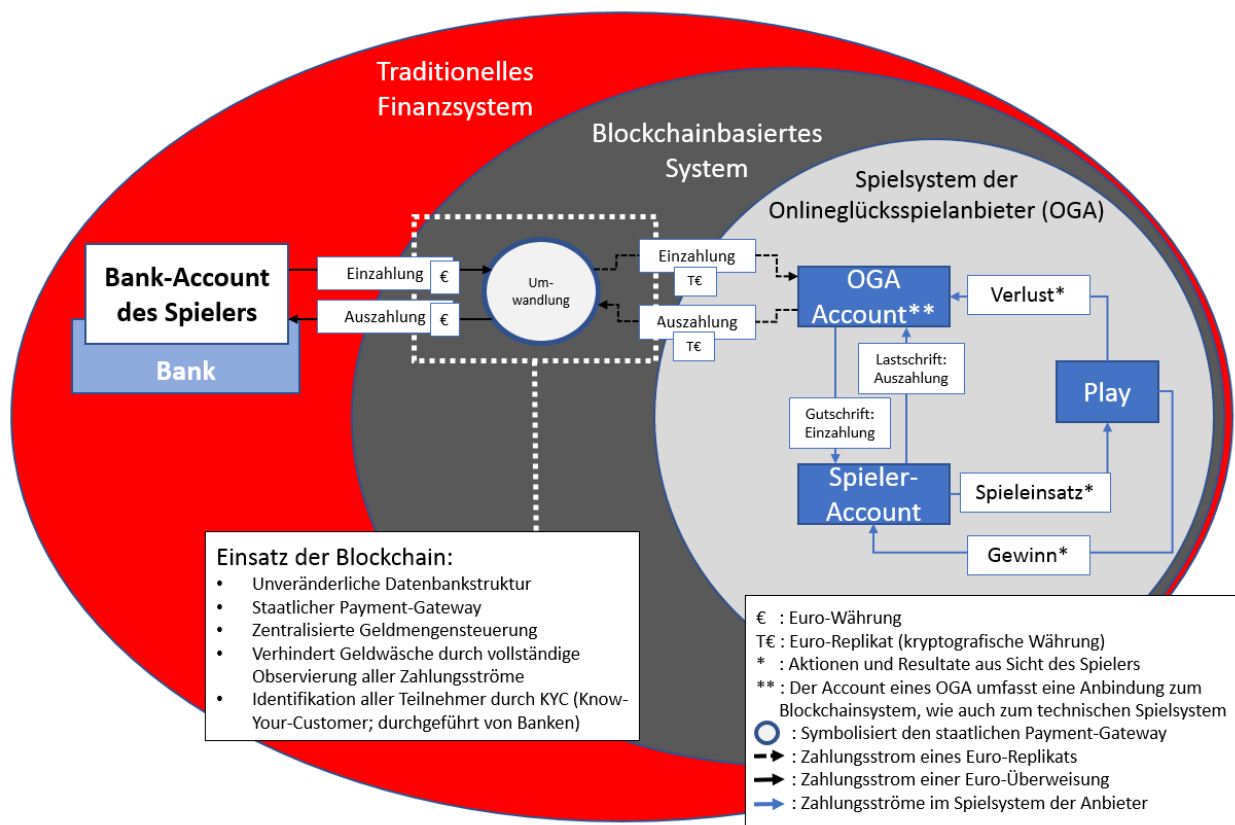 Traditionelles
Finanzsystem
Blockchainbasiertes
System
Spielsystem der
Onlineglücksspielanbieter (OGA)
Bank-Account
des Spielers
Bank
Einzahlung
€
Auszahlung
€
Um-
wandlung
Einzahlung
T€
Auszahlung
T€
OGA
Account**
Verlust*
Lastschrift:
Auszahlung
Play
Gutschrift:
Einzahlung
Spieler-
Account
Spieleinsatz*
Gewinn*
Einsatz der Blockchain:
• Unveränderliche Datenbankstruktur
• Staatlicher Payment-Gateway
• Zentralisierte Geldmengensteuerung
• Verhindert Geldwäsche durch vollständige
Observierung aller Zahlungsströme
• Identifikation aller Teilnehmer durch KYC (Know-
Your-Customer; durchgeführt von Banken)
€ : Euro-Währung
T€ : Euro-Replikat (kryptografische Währung)
* : Aktionen und Resultate aus Sicht des Spielers
** : Der Account eines OGA umfasst eine Anbindung zum
Blockchainsystem, wie auch zum technischen Spielsystem
: Symbolisiert den staatlichen Payment-Gateway
: Zahlungsstrom eines Euro-Replikats
: Zahlungsstrom einer Euro-Überweisung
: Zahlungsströme im Spielsystem der Anbieter